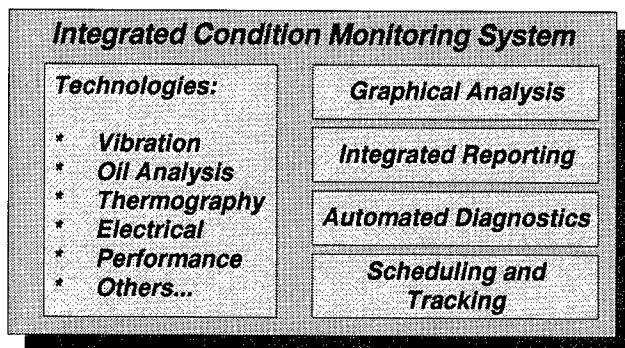 Integrated Condition Monitoring System
Technologies:
* Vibration
* Oil Analysis
* Thermography
* Electrical
* Performance
* Others...
Graphical Analysis
Integrated Reporting
Automated Diagnostics
Scheduling and
Tracking